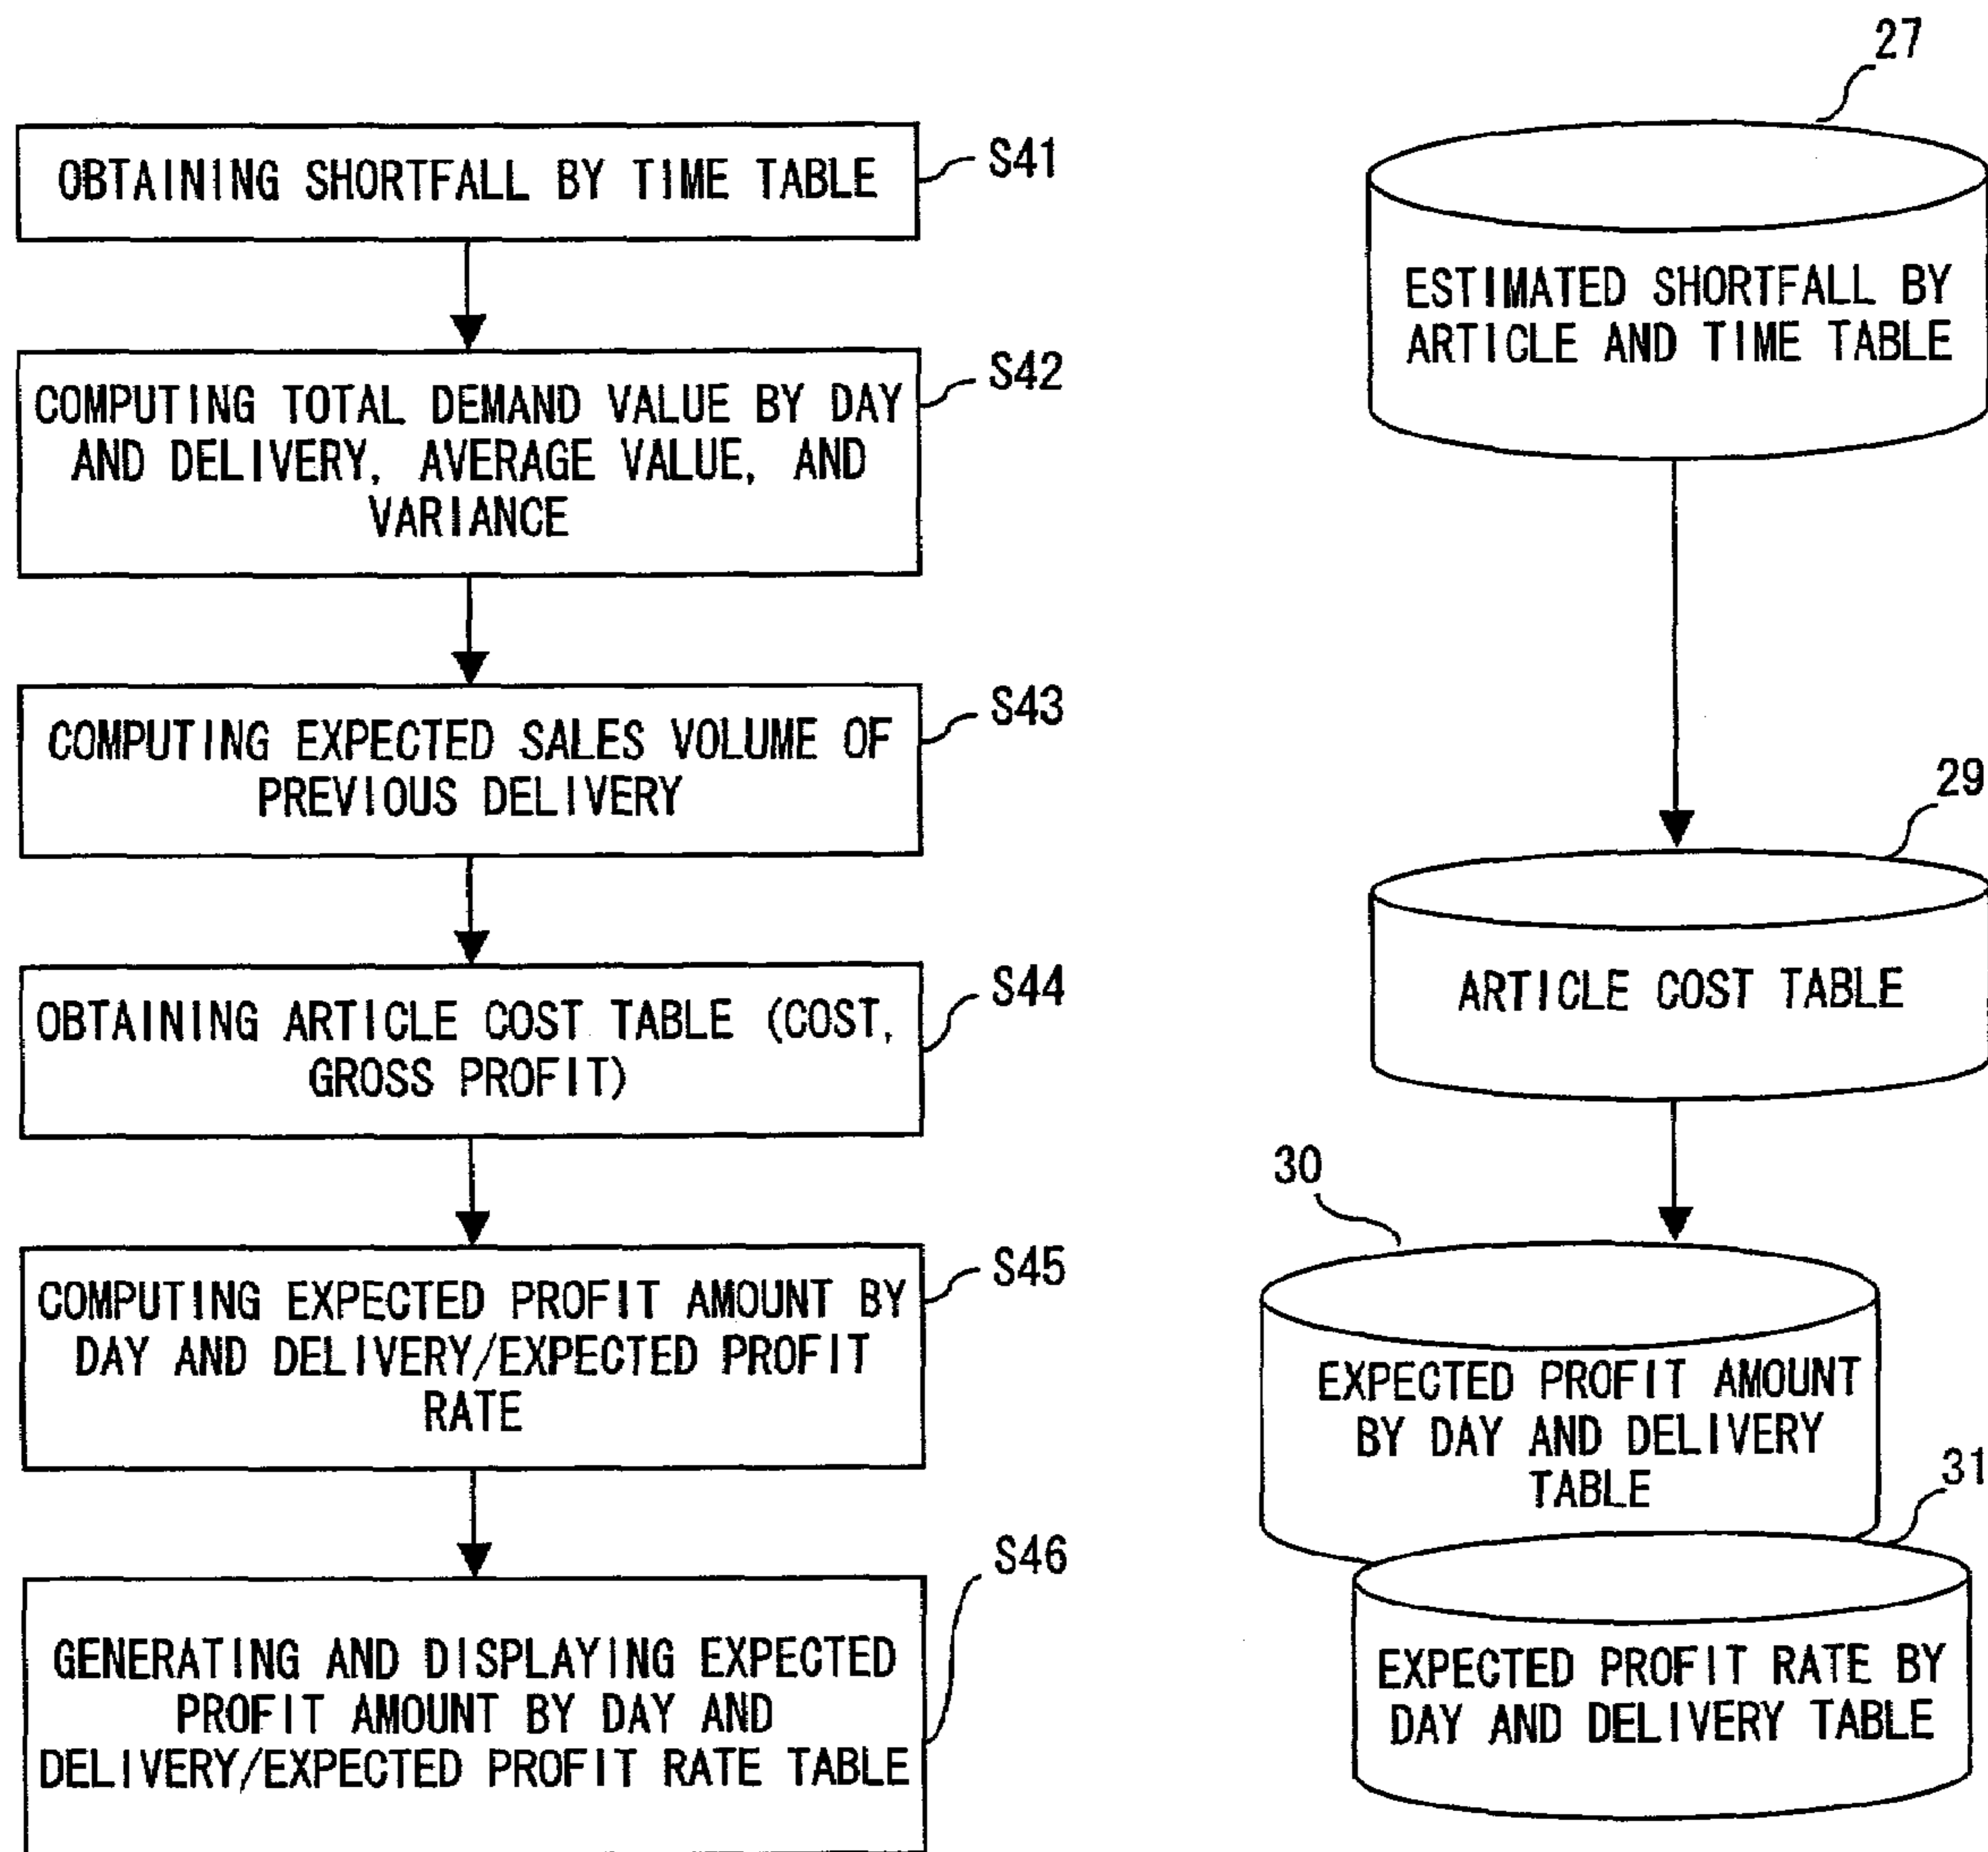 OBTAINING SHORTFALL BY TIME TABLE
S41
COMPUTING TOTAL DEMAND VALUE BY DAY
AND DELIVERY, AVERAGE VALUE, AND
VARIANCE
S42
COMPUTING EXPECTED SALES VOLUME OF
PREVIOUS DELIVERY
S43
OBTAINING ARTICLE COST TABLE (COST,
GROSS PROFIT)
S44
COMPUTING EXPECTED PROFIT AMOUNT BY
DAY AND DELIVERY/EXPECTED PROFIT
RATE
S45
GENERATING AND DISPLAYING EXPECTED
PROFIT AMOUNT BY DAY AND
DELIVERY/EXPECTED PROFIT RATE TABLE
S46
27
ESTIMATED SHORTFALL BY
ARTICLE AND TIME TABLE
29
ARTICLE COST TABLE
30
EXPECTED PROFIT AMOUNT
BY DAY AND DELIVERY
TABLE
31
EXPECTED PROFIT RATE BY
DAY AND DELIVERY TABLE